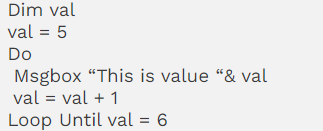 Dim val
val = 5
Do
Msgbox “This is value “& val
val = val + 1
Loop Until val = 6